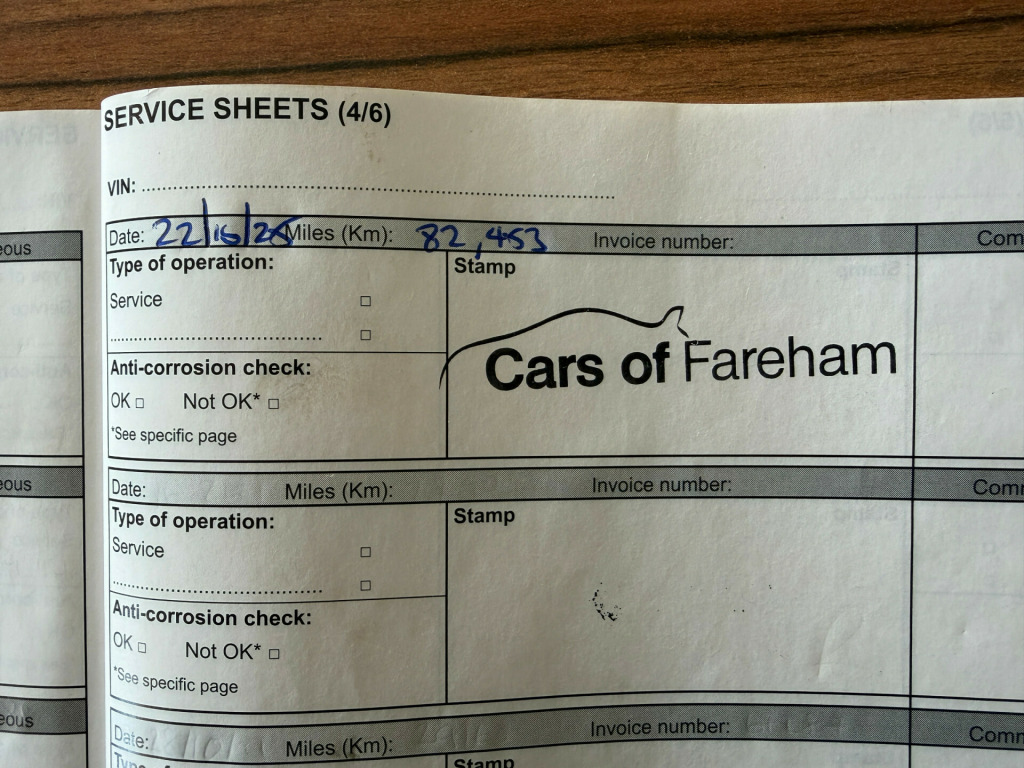 SERVICE SHEETS (4/6)
VIN:
Date: 22/10/25 Miles (Km): 82,453 Invoice number: Com
Type of operation: Stamp
Service
Cars of Fareham
Anti-corrosion check:
OK □ Not OK* □
*See specific page
Date: Miles (Km): Invoice number: Com
Type of operation: Stamp
Service
Anti-corrosion check:
OK □ Not OK* □
*See specific page
Date: Miles (Km): Invoice number: Com
Stamp
eous
eous
eous